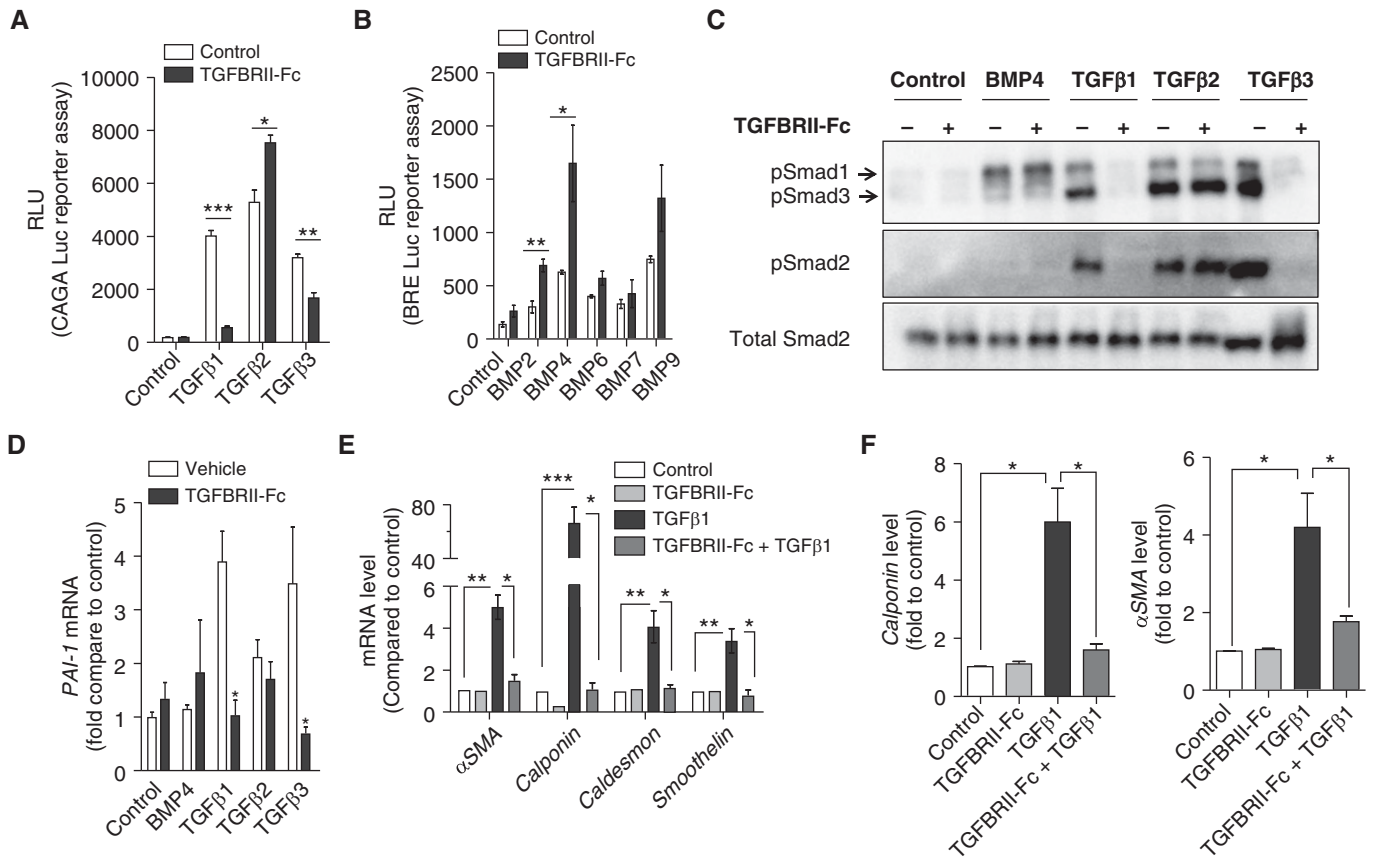 A
Control
TGFBRII-Fc
RLU
(CAGA Luc reporter assay)
10000
8000
6000
4000
2000
0
***
*
**
Control
TGFβ1
TGFβ2
TGFβ3
B
Control
TGFBRII-Fc
RLU
(BRE Luc reporter assay)
2500
2000
1500
1000
500
0
**
*
Control
BMP2
BMP4
BMP6
BMP7
BMP9
C
Control BMP4 TGFβ1 TGFβ2 TGFβ3
TGFBRII-Fc − + − + − + − + − +
pSmad1
pSmad3
pSmad2
Total Smad2
D
Vehicle
TGFBRII-Fc
PAI-1 mRNA
(fold compare to control)
5
4
3
2
1
0
*
*
Control
BMP4
TGFβ1
TGFβ2
TGFβ3
E
Control
TGFBRII-Fc
TGFβ1
TGFBRII-Fc + TGFβ1
mRNA level
(Compared to control)
80
40
6
4
2
0
** *
*** *
** *
** *
αSMA
Calponin
Caldesmon
Smoothelin
F
Calponin level
(fold to control)
8
6
4
2
0
* *
Control
TGFBRII-Fc
TGFβ1
TGFBRII-Fc + TGFβ1
αSMA level
(fold to control)
6
4
2
0
* *
Control
TGFBRII-Fc
TGFβ1
TGFBRII-Fc + TGFβ1